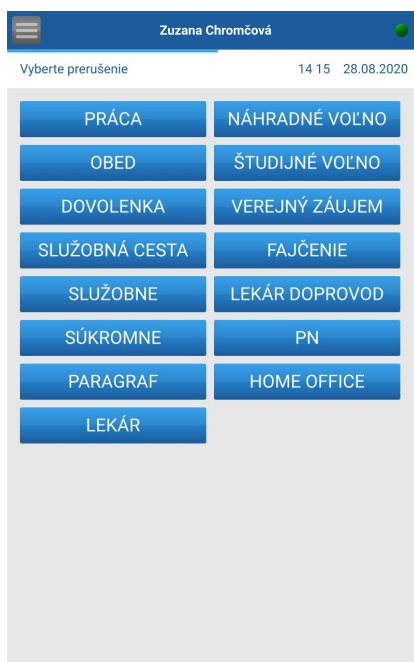 Zuzana Chromčová
Vyberte prerušenie 14 15 28.08.2020
PRÁCA NÁHRADNÉ VOĽNO
OBED ŠTUDIJNÉ VOĽNO
DOVOLENKA VEREJNÝ ZÁUJEM
SLUŽOBNÁ CESTA FAJČENIE
SLUŽOBNE LEKÁR DOPROVOD
SÚKROMNE PN
PARAGRAF HOME OFFICE
LEKÁR